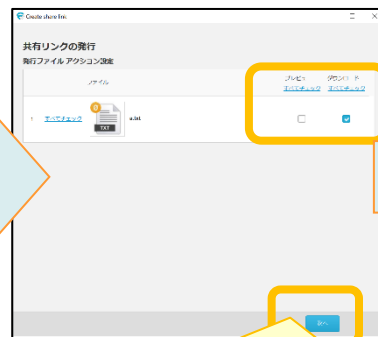 Create share link
共有リンクの発行
発行ファイル アクション設定
ファイル
プレビュー ダウンロード
すべてチェック すべてチェック
1 すべてチェック TXT a.txt
次へ